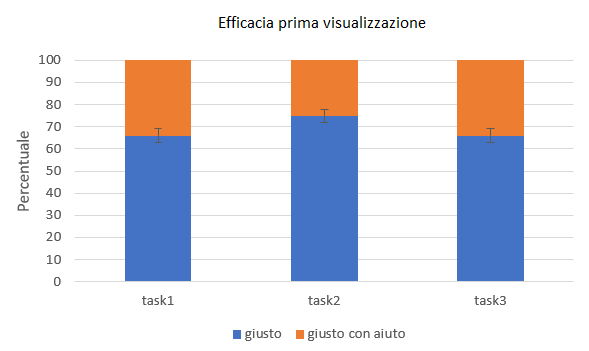 Efficacia prima visualizzazione
100
90
80
70
60
50
40
30
20
10
0
Percentuale
task1 task2 task3
giusto giusto con aiuto